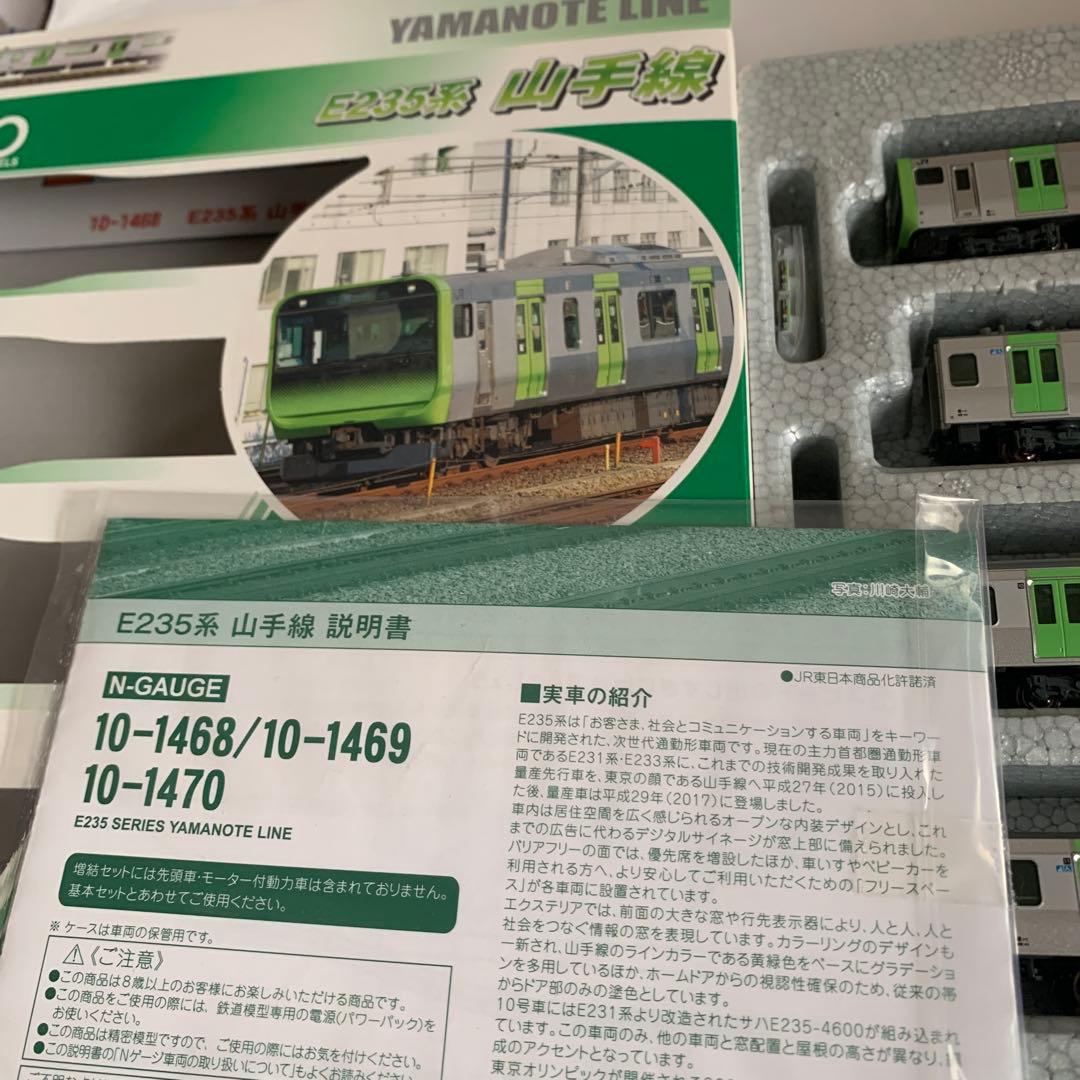 YAMANOTE LINE
E235系 山手線
10-1468 E235系 山手
写真:川崎大輔
E235系 山手線 説明書
●JR東日本商品化許諾済
N-GAUGE
10-1468/10-1469
10-1470
E235 SERIES YAMANOTE LINE
増結セットには先頭車・モーター付動力車は含まれておりません。
基本セットとあわせてご使用ください。
※ ケースは車両の保管用です。
⚠《ご注意》
●この商品は8歳以上のお客様にお楽しみいただける商品です。
●この商品をご使用の際には、鉄道模型専用の電源(パワーパック)を
お使いください。
●この商品は精密模型ですので、ご使用の際にはお気を付けください。
●この説明書の「Nゲージ車両の取り扱いについて」もよくお読みください。
■実車の紹介
E235系は「お客さま、社会とコミュニケーションする車両」をキーワー
ドに開発された、次世代通勤形車両です。現在の主力首都圏通勤形車
両であるE231系・E233系に、これまでの技術開発成果を取り入れた
量産先行車を、東京の顔である山手線へ平成27年(2015)に投入し
た後、量産車は平成29年(2017)に登場しました。
車内は居住空間を広く感じられるオープンな内装デザインとし、これ
までの広告に代わるデジタルサイネージが窓上部に備えられました。
バリアフリーの面では、優先席を増設したほか、車いすやベビーカーを
利用される方へ、より安心してご利用いただくための「フリースペー
ス」が各車両に設置されています。
エクステリアでは、前面の大きな窓や行先表示器により、人と人、人と
社会をつなぐ情報の窓を表現しています。カラーリングのデザインも
一新され、山手線のラインカラーである黄緑色をベースにグラデーショ
ンを多用しているほか、ホームドアからの視認性確保のため、従来の帯
からドア部のみの塗色としています。
10号車にはE231系より改造されたサハE235-4600が組み込まれ
ています。この車両のみ、他の車両と窓配置と屋根の高さが異なり、
成のアクセントとなっています。
東京オリンピックが開催される